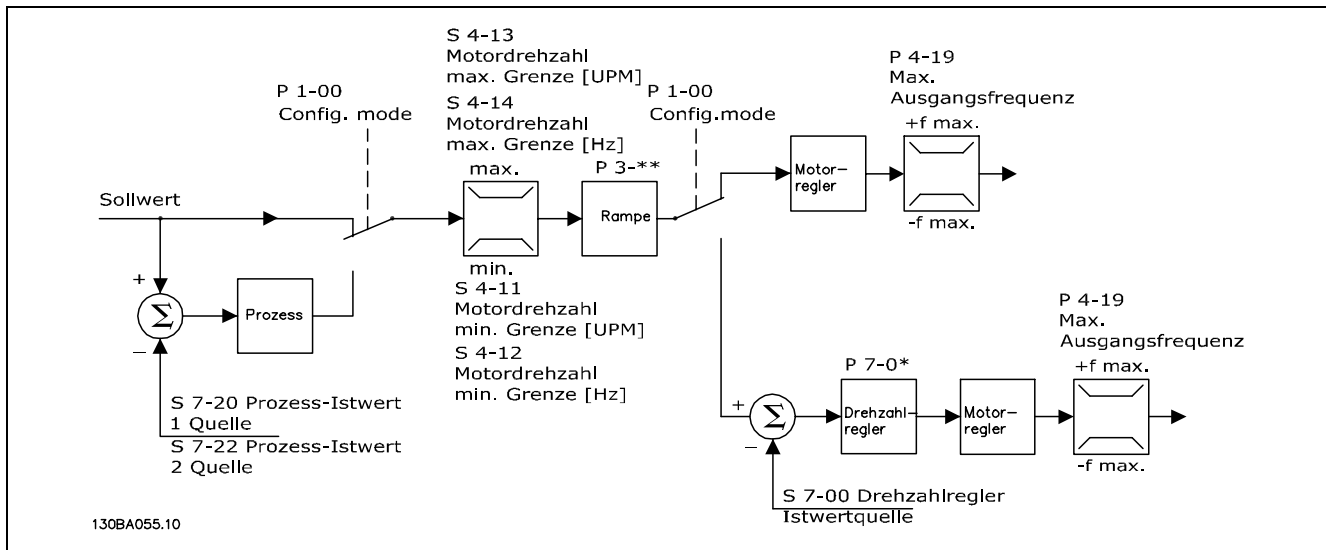 S 4-13
Motordrehzahl
max. Grenze [UPM]
S 4-14
Motordrehzahl
max. Grenze [Hz]
P 1-00
Config. mode
P 1-00
Config.mode
P 4-19
Max.
Ausgangsfrequenz
+f max.
max.
P 3-**
Motor-
regler
Sollwert
Rampe
-f max.
min.
+
Σ
Prozess
−
S 4-11
Motordrehzahl
min. Grenze [UPM]
S 4-12
Motordrehzahl
min. Grenze [Hz]
S 7-20 Prozess-Istwert
1 Quelle
S 7-22 Prozess-Istwert
2 Quelle
P 4-19
Max.
Ausgangsfrequenz
+f max.
P 7-0*
+
Σ
Drehzahl-
regler
Motor-
regler
−
-f max.
S 7-00 Drehzahlregler
Istwertquelle
130BA055.10